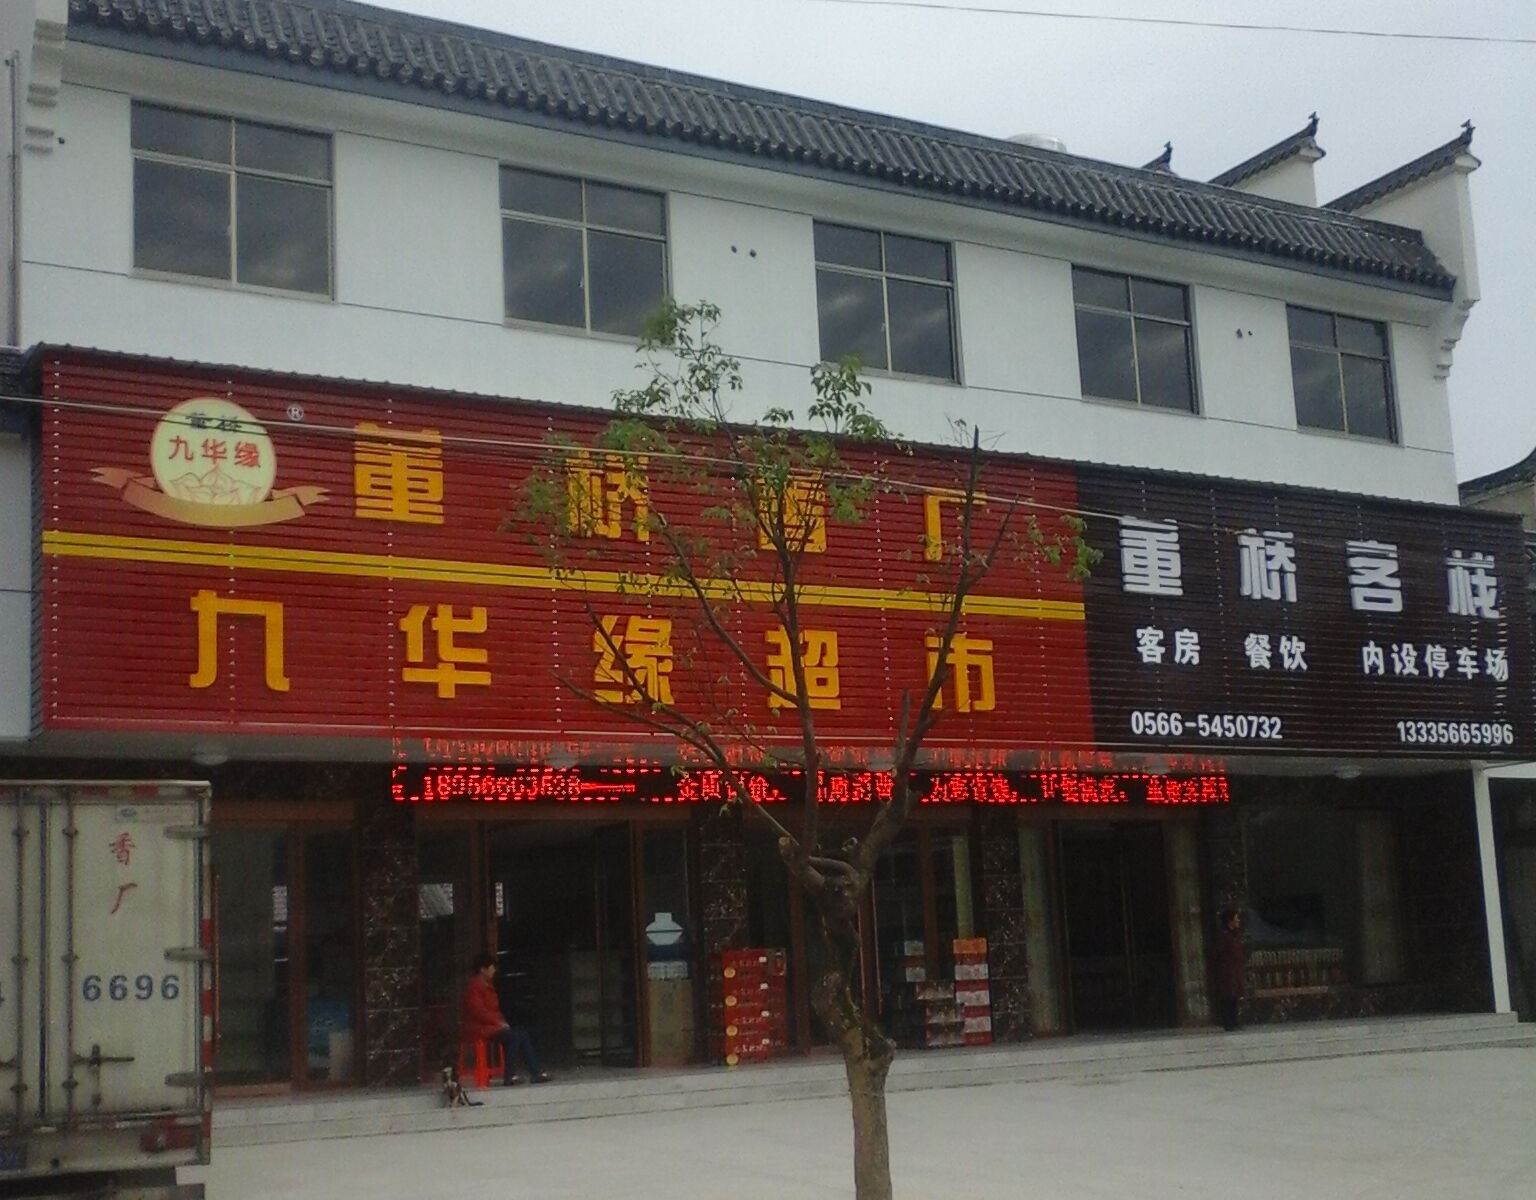 董桥
九华缘
®
董桥香厂
九华缘超市
董桥客栈
客房 餐饮 内设停车场
0566-5450732 13335665996
香厂
6696